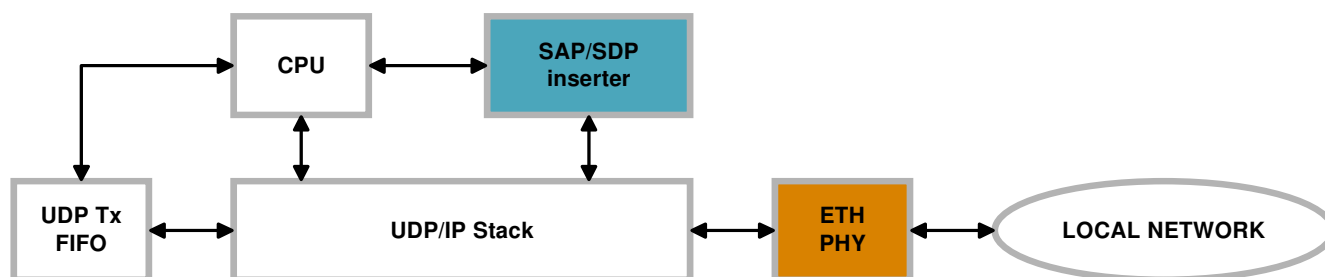 CPU
SAP/SDP
inserter
UDP Tx
FIFO
UDP/IP Stack
ETH
PHY
LOCAL NETWORK